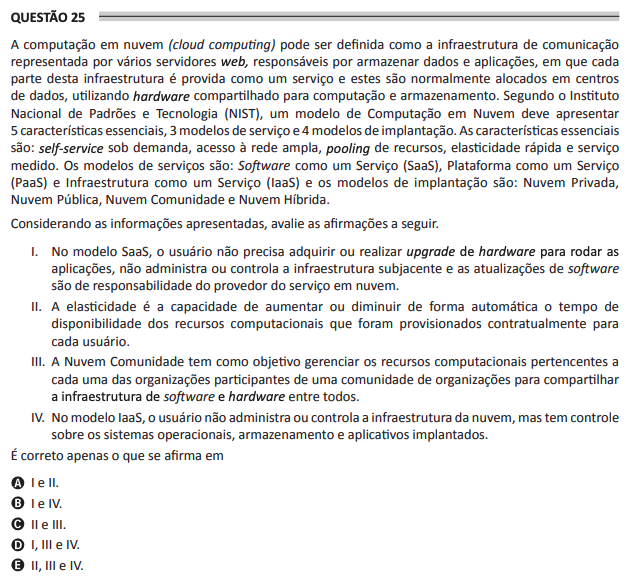 QUESTÃO 25
A computação em nuvem (cloud computing) pode ser definida como a infraestrutura de comunicação
representada por vários servidores web, responsáveis por armazenar dados e aplicações, em que cada
parte desta infraestrutura é provida como um serviço e estes são normalmente alocados em centros
de dados, utilizando hardware compartilhado para computação e armazenamento. Segundo o Instituto
Nacional de Padrões e Tecnologia (NIST), um modelo de Computação em Nuvem deve apresentar
5 características essenciais, 3 modelos de serviço e 4 modelos de implantação. As características essenciais
são: self-service sob demanda, acesso à rede ampla, pooling de recursos, elasticidade rápida e serviço
medido. Os modelos de serviços são: Software como um Serviço (SaaS), Plataforma como um Serviço
(PaaS) e Infraestrutura como um Serviço (IaaS) e os modelos de implantação são: Nuvem Privada,
Nuvem Pública, Nuvem Comunidade e Nuvem Híbrida.
Considerando as informações apresentadas, avalie as afirmações a seguir.
I. No modelo SaaS, o usuário não precisa adquirir ou realizar upgrade de hardware para rodar as
aplicações, não administra ou controla a infraestrutura subjacente e as atualizações de software
são de responsabilidade do provedor do serviço em nuvem.
II. A elasticidade é a capacidade de aumentar ou diminuir de forma automática o tempo de
disponibilidade dos recursos computacionais que foram provisionados contratualmente para
cada usuário.
III. A Nuvem Comunidade tem como objetivo gerenciar os recursos computacionais pertencentes a
cada uma das organizações participantes de uma comunidade de organizações para compartilhar
a infraestrutura de software e hardware entre todos.
IV. No modelo IaaS, o usuário não administra ou controla a infraestrutura da nuvem, mas tem controle
sobre os sistemas operacionais, armazenamento e aplicativos implantados.
É correto apenas o que se afirma em
A I e II.
B I e IV.
C II e III.
D I, III e IV.
E II, III e IV.